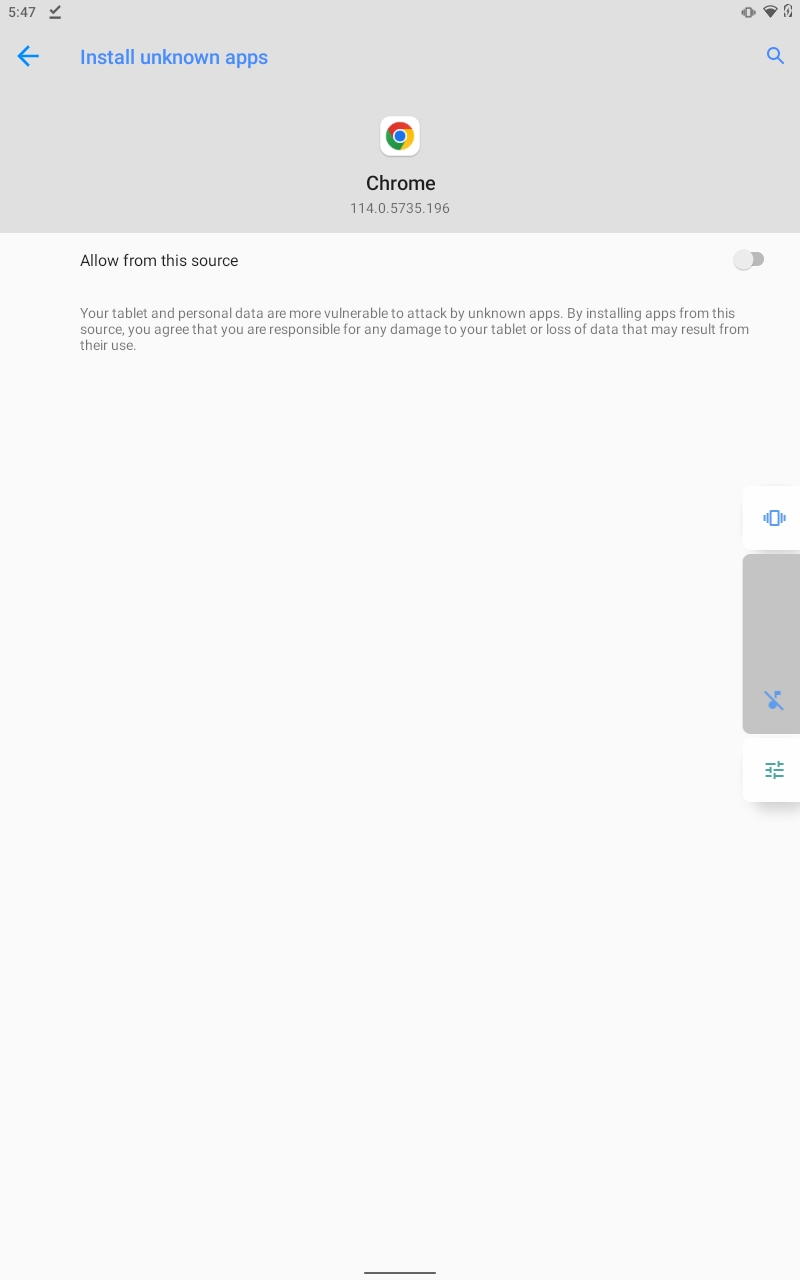 5:47
Install unknown apps
Chrome
114.0.5735.196
Allow from this source
Your tablet and personal data are more vulnerable to attack by unknown apps. By installing apps from this
source, you agree that you are responsible for any damage to your tablet or loss of data that may result from
their use.